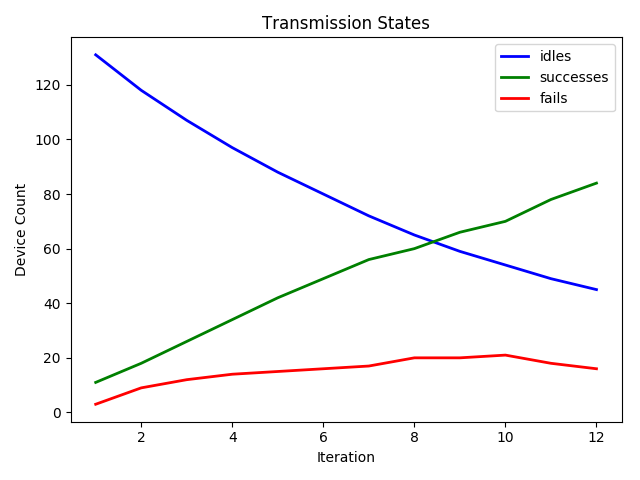 Transmission States
idles
successes
fails
Device Count
120
100
80
60
40
20
0
2 4 6 8 10 12
Iteration